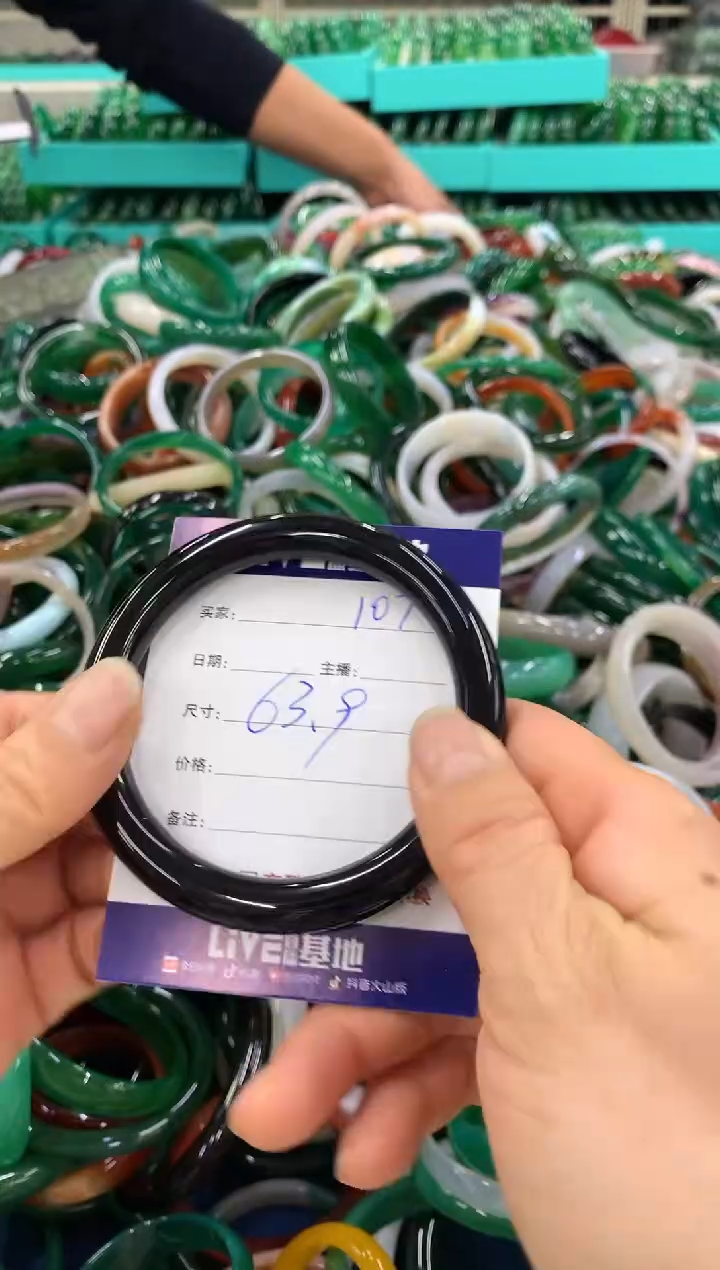 买家: 107
日期: 主播:
尺寸: 63.9
价格:
备注:
LIVE 基地
抖音火山版